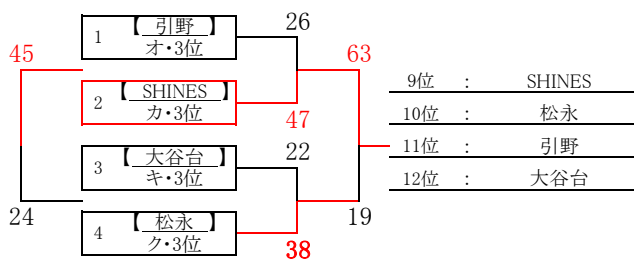 26
45
1 【 引野 】
オ・3位
63
2 【 SHINES 】
カ・3位
47
22
3 【 大谷台 】
キ・3位
24
4 【 松永 】
ク・3位
38
19
9位 : SHINES
10位 : 松永
11位 : 引野
12位 : 大谷台